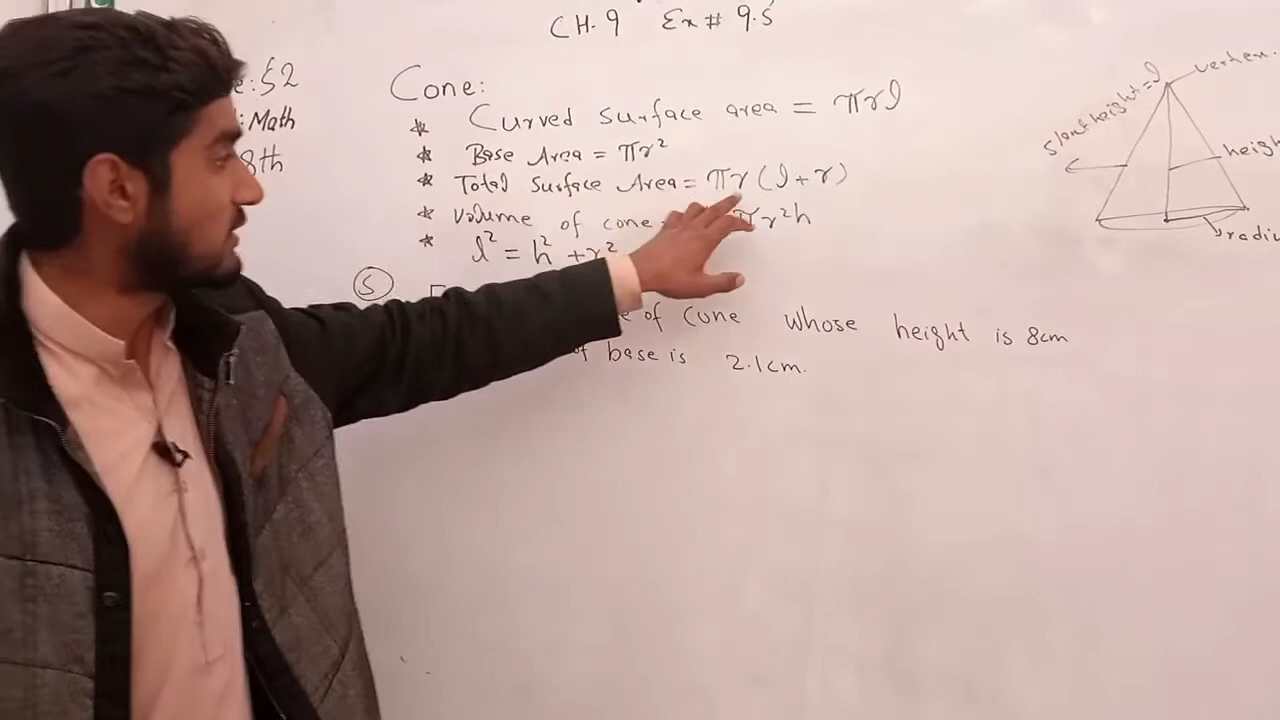 CH.9 Ex # 9.5
e:52
: Math
8th
Cone:
* Curved surface area = πrl
* Base Area = πr²
* Total Surface Area = πr(l+r)
* volume of cone πr²h
* l² = h² + r²
5
of cone whose height is 8cm
base is 2.1cm.
vertex.
Slant height = l
height
radiu